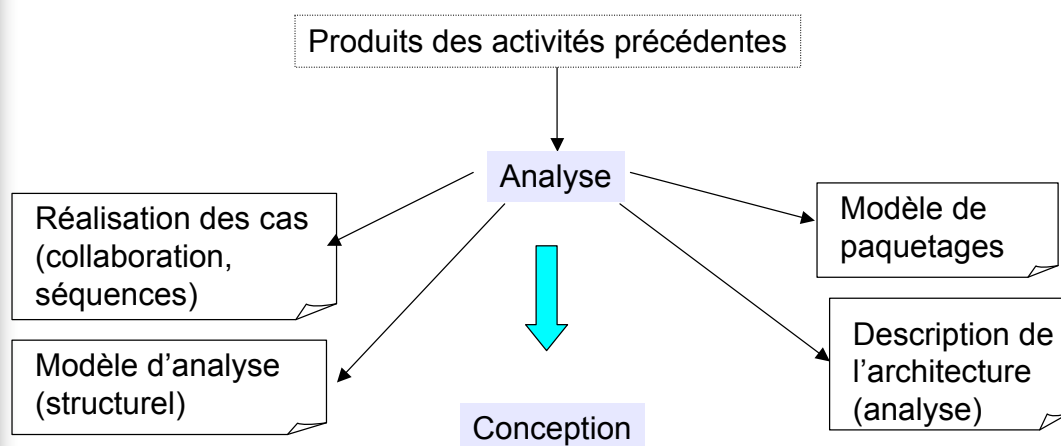 Produits des activités précédentes
Analyse
Réalisation des cas
(collaboration,
séquences)
Modèle d’analyse
(structurel)
Modèle de
paquetages
Description de
l’architecture
(analyse)
Conception